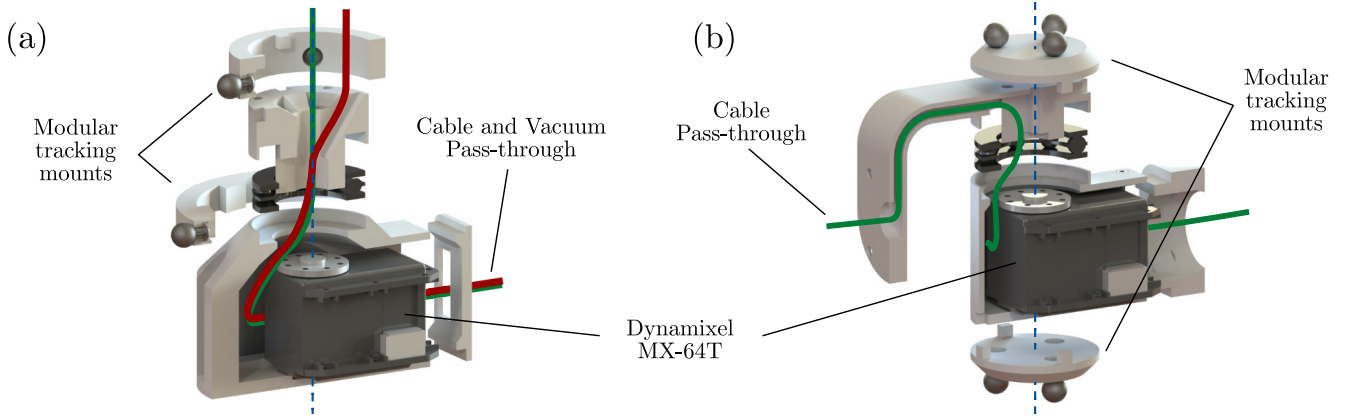 (a)
Modular
tracking
mounts
Cable and Vacuum
Pass-through
Dynamixel
MX-64T
(b)
Cable
Pass-through
Modular
tracking
mounts